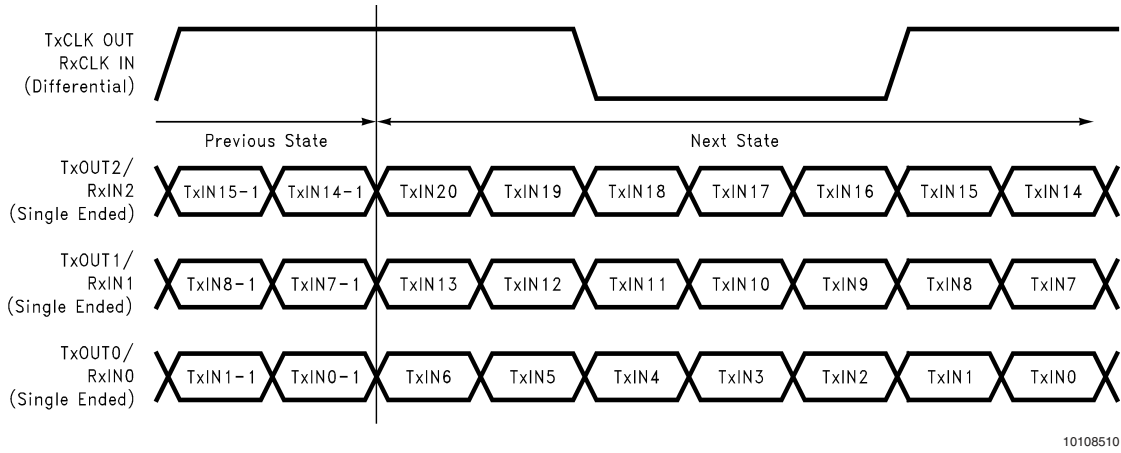 TxCLK OUT
RxCLK IN
(Differential)
Previous State
Next State
TxOUT2/
RxIN2
(Single Ended)
TxIN15-1 TxIN14-1 TxIN20 TxIN19 TxIN18 TxIN17 TxIN16 TxIN15 TxIN14
TxOUT1/
RxIN1
(Single Ended)
TxIN8-1 TxIN7-1 TxIN13 TxIN12 TxIN11 TxIN10 TxIN9 TxIN8 TxIN7
TxOUT0/
RxIN0
(Single Ended)
TxIN1-1 TxIN0-1 TxIN6 TxIN5 TxIN4 TxIN3 TxIN2 TxIN1 TxIN0
10108510